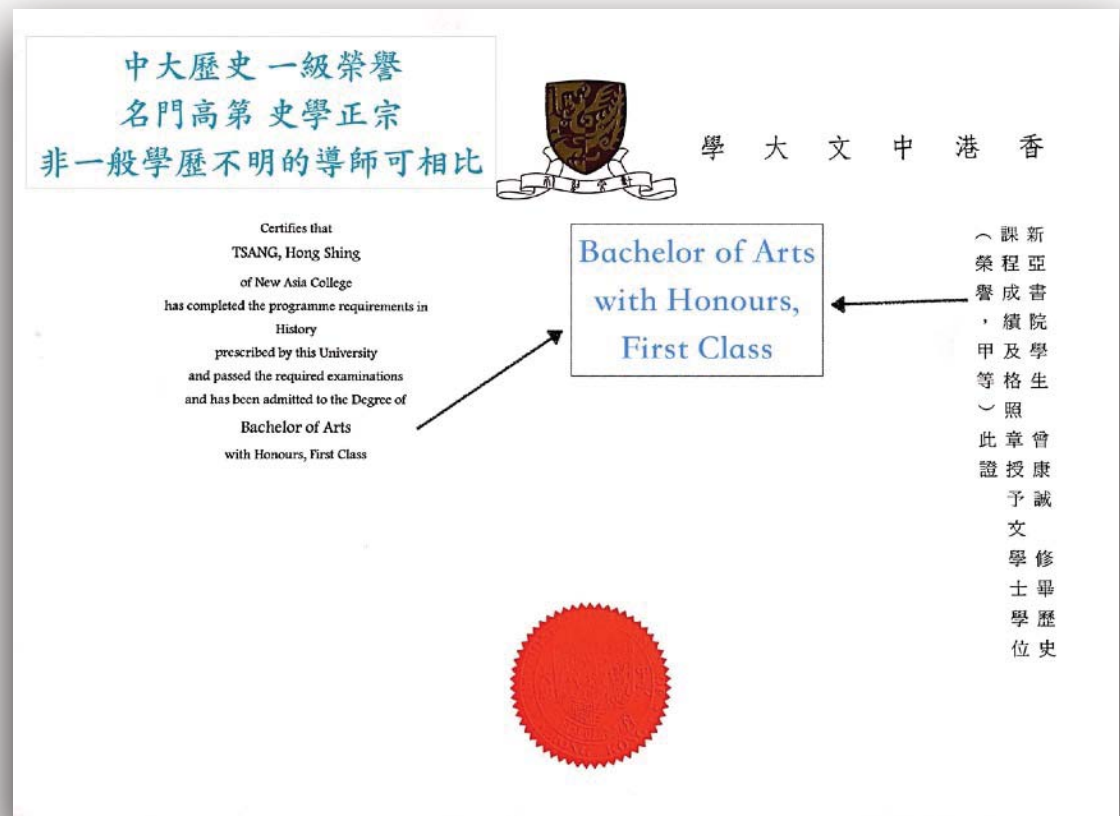 中大歷史 一級榮譽
名門高第 史學正宗
非一般學歷不明的導師可相比
香港中文大學
Certifies that
TSANG, Hong Shing
of New Asia College
has completed the programme requirements in
History
prescribed by this University
and passed the required examinations
and has been admitted to the Degree of
Bachelor of Arts
with Honours, First Class
Bachelor of Arts
with Honours,
First Class
新亞書院學生 曾康誠 修畢歷史
課程成績及格照章授予文學士學位
（榮譽，甲等）此證